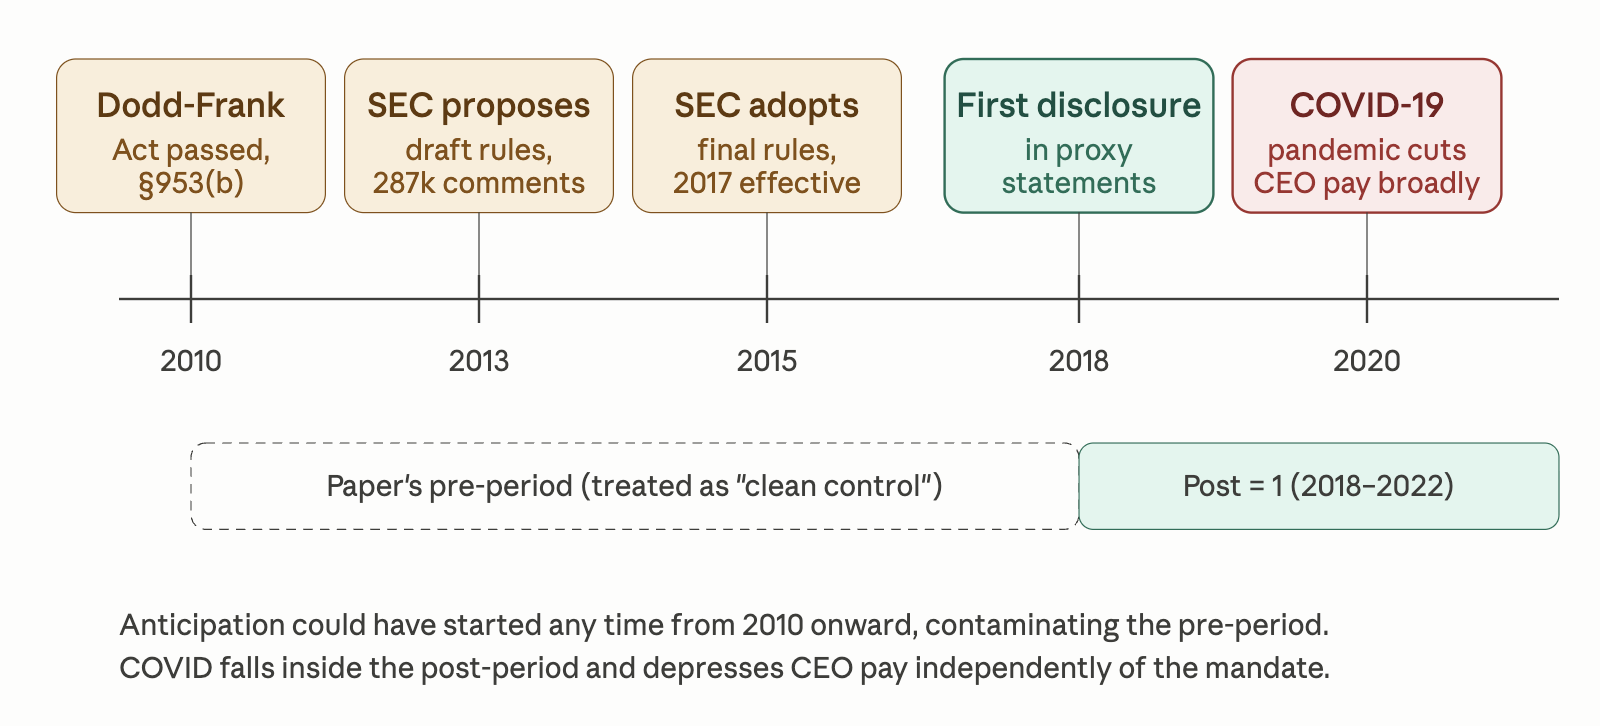 Dodd-Frank
Act passed,
§953(b)
SEC proposes
draft rules,
287k comments
SEC adopts
final rules,
2017 effective
First disclosure
in proxy
statements
COVID-19
pandemic cuts
CEO pay broadly
2010
2013
2015
2018
2020
Paper's pre-period (treated as "clean control")
Post = 1 (2018–2022)
Anticipation could have started any time from 2010 onward, contaminating the pre-period.
COVID falls inside the post-period and depresses CEO pay independently of the mandate.